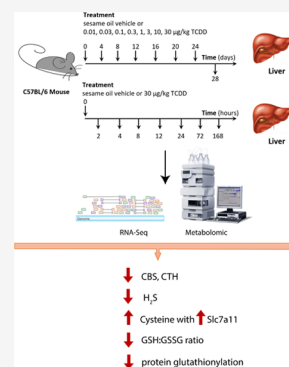 Treatment
sesame oil vehicle or
0.01, 0.03, 0.1, 0.3, 1, 3, 10, 30 µg/kg TCDD
0 4 8 12 16 20 24
Time (days)
28
Liver
C57BL/6 Mouse
Treatment
sesame oil vehicle or 30 µg/kg TCDD
0
Time (hours)
2 4 8 12 24 72 168
Liver
RNA-Seq Metabolomic
CBS, CTH
H₂S
Cysteine with Slc7a11
GSH:GSSG ratio
protein glutathionylation